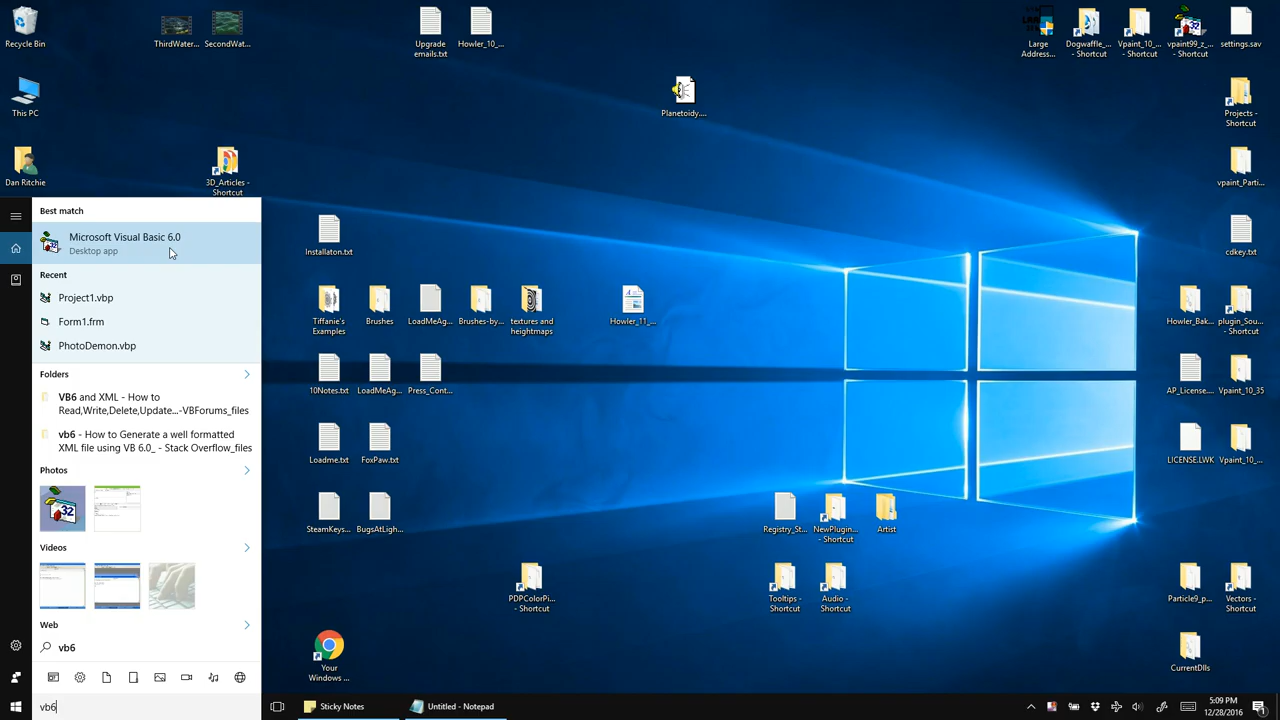 Recycle Bin
ThirdWater...
SecondWat...
Upgrade
emails.txt
Howler_10_...
Large
Address...
Dogwaffle_...
- Shortcut
Vpaint_10_...
- Shortcut
vpaint99_z_...
- Shortcut
settings.sav
This PC
Planetoidy....
Projects -
Shortcut
Dan Ritchie
3D_Articles -
Shortcut
vpaint_Parti...
Best match
Microsoft Visual Basic 6.0
Desktop app
Recent
Project1.vbp
Form1.frm
PhotoDemon.vbp
Folders
VB6 and XML - How to
Read,Write,Delete,Update...-VBForums_files
vb6 - How to Generate a well formatted
XML file using VB 6.0_ - Stack Overflow_files
Photos
32
Videos
Web
vb6
vb6
Installaton.txt
cdkey.txt
Tiffanie's
Examples
Brushes
LoadMeAg...
Brushes-by...
textures and
heightmaps
Howler_11_...
Howler_Bak...
plugin_Sou...
- Shortcut
10Notes.txt
LoadMeAg...
Press_Cont...
AP_License....
Vpaint_10_35
Loadme.txt
FoxPaw.txt
LICENSE.LWK
Vpaint_10_...
SteamKeys...
BugsAtLigh...
Registry_St...
NewPlugin...
- Shortcut
Artist
PDPColorPi...
- Shortcut
Tooltips -
Shortcut
Audio -
Shortcut
Particle9_p...
Vectors -
Shortcut
Your
Windows ...
CurrentDlls
Sticky Notes
Untitled - Notepad
5:09 PM
12/28/2016